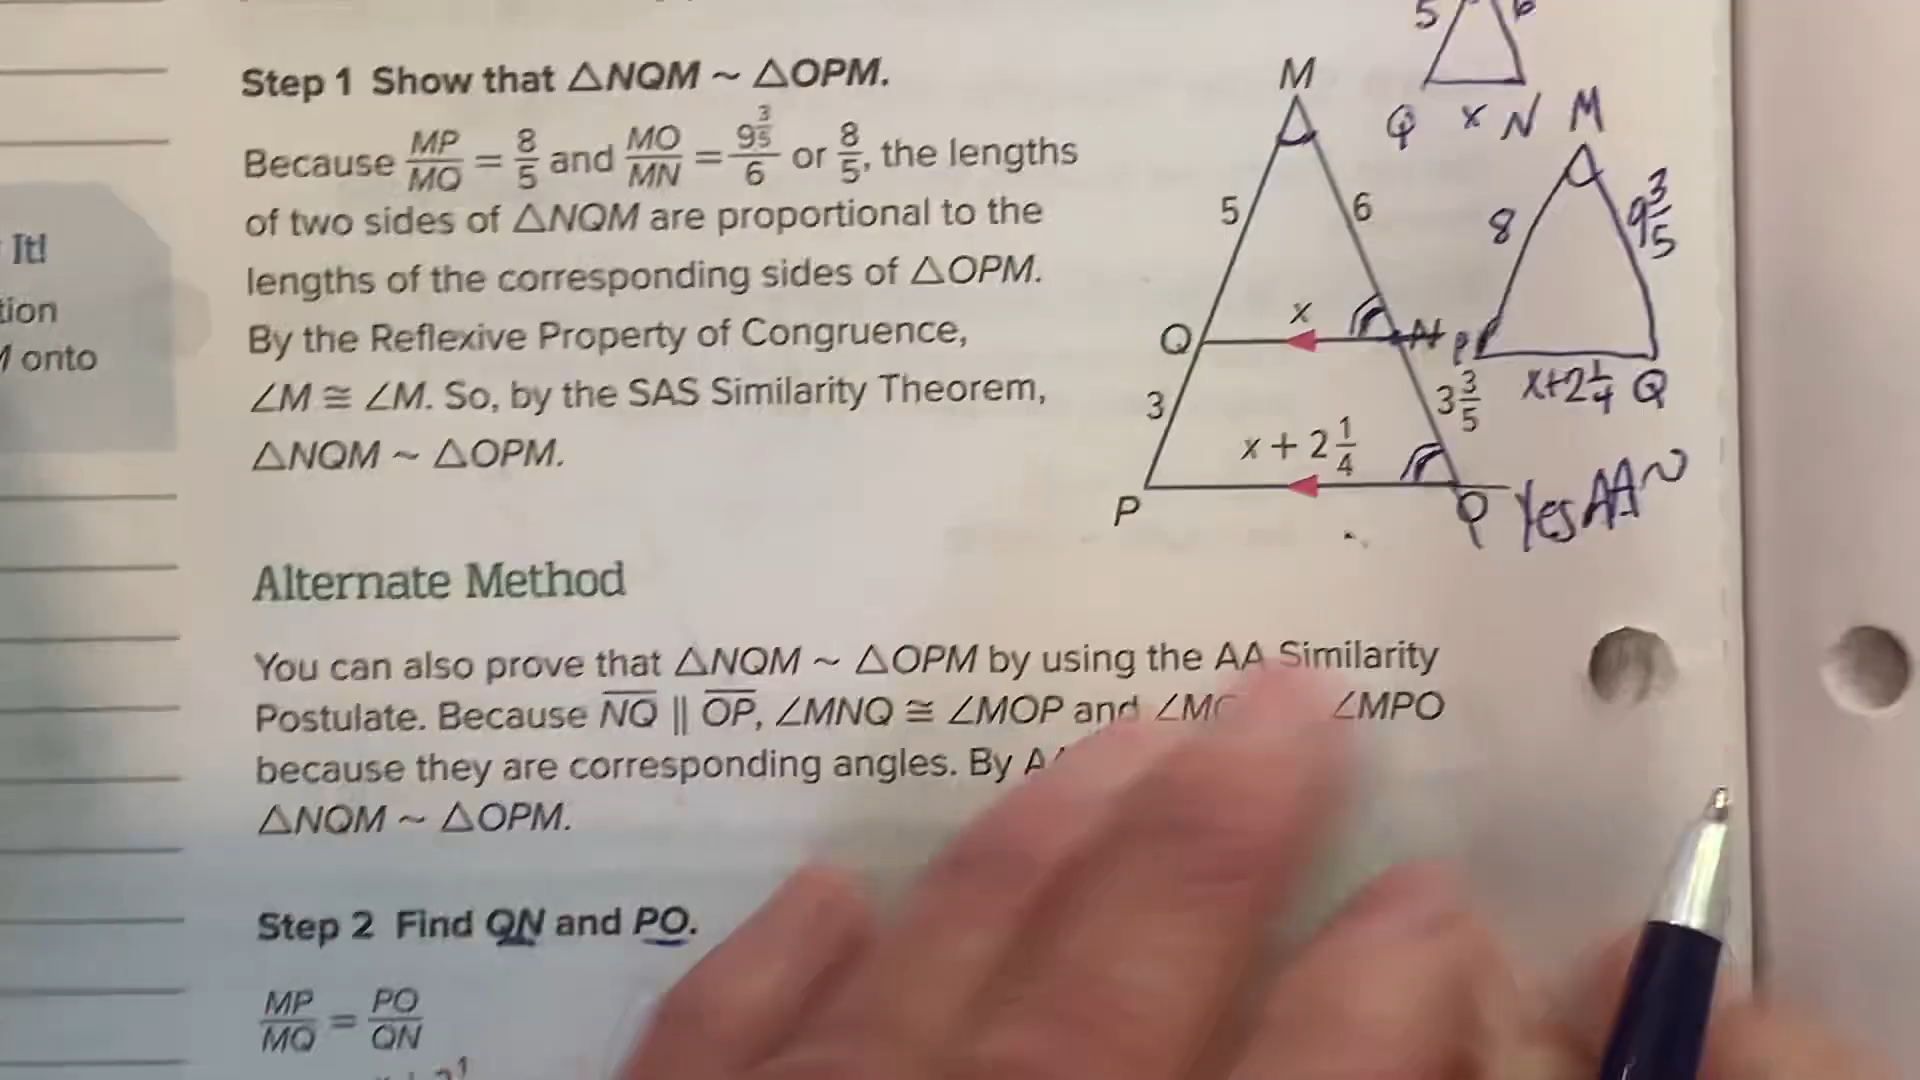 Step 1 Show that △NQM ~ △OPM.
Because MP/MQ = 8/5 and MO/MN = 9 3/5/6 or 8/5, the lengths
of two sides of △NQM are proportional to the
lengths of the corresponding sides of △OPM.
By the Reflexive Property of Congruence,
∠M ≅ ∠M. So, by the SAS Similarity Theorem,
△NQM ~ △OPM.
Alternate Method
You can also prove that △NQM ~ △OPM by using the AA Similarity
Postulate. Because NQ || OP, ∠MNQ ≅ ∠MOP and ∠MPO
because they are corresponding angles. By
△NQM ~ △OPM.
Step 2 Find QN and PO.
MP/MQ = PO/QN
It!
tion
onto
M
5
6
Q
x
N
3
3 3/5
x + 2 1/4
P
O
5
6
Q x N
M
8
9 3/5
P
x+2 1/4 Q
Yes AA~